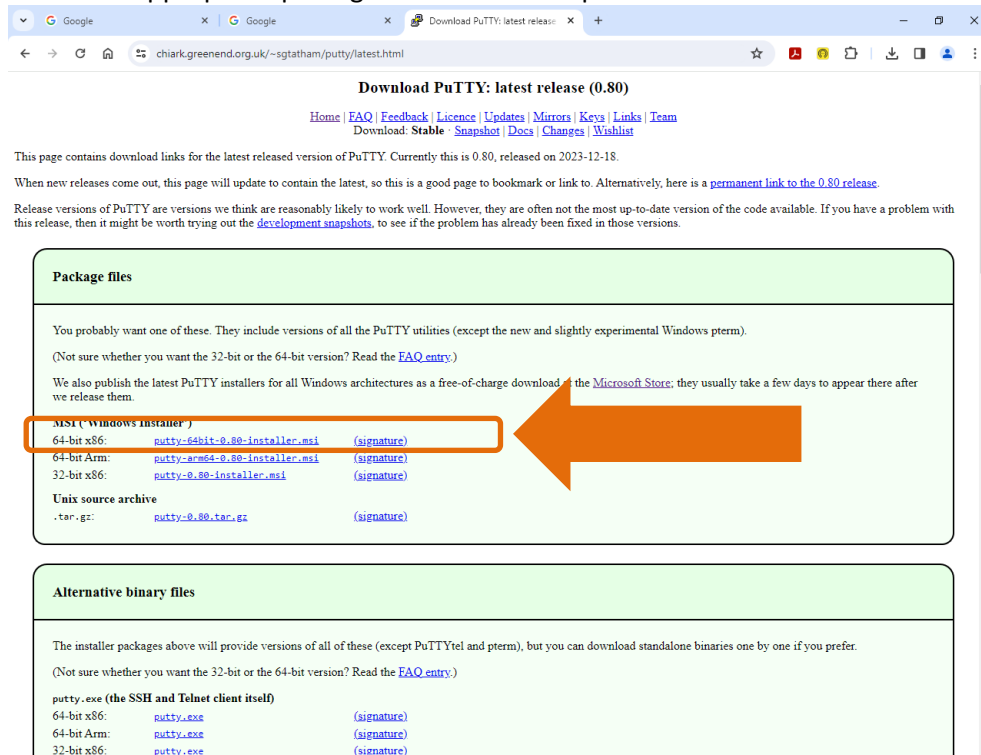 Google
Google
Download PuTTY: latest release
chiark.greenend.org.uk/~sgtatham/putty/latest.html
Download PuTTY: latest release (0.80)
Home | FAQ | Feedback | Licence | Updates | Mirrors | Keys | Links | Team
Download: Stable · Snapshot | Docs | Changes | Wishlist
This page contains download links for the latest released version of PuTTY. Currently this is 0.80, released on 2023-12-18.
When new releases come out, this page will update to contain the latest, so this is a good page to bookmark or link to. Alternatively, here is a permanent link to the 0.80 release.
Release versions of PuTTY are versions we think are reasonably likely to work well. However, they are often not the most up-to-date version of the code available. If you have a problem with
this release, then it might be worth trying out the development snapshots, to see if the problem has already been fixed in those versions.
Package files
You probably want one of these. They include versions of all the PuTTY utilities (except the new and slightly experimental Windows pterm).
(Not sure whether you want the 32-bit or the 64-bit version? Read the FAQ entry.)
We also publish the latest PuTTY installers for all Windows architectures as a free-of-charge download the Microsoft Store; they usually take a few days to appear there after
we release them.
MSI ('Windows Installer')
64-bit x86: putty-64bit-0.80-installer.msi (signature)
64-bit Arm: putty-arm64-0.80-installer.msi (signature)
32-bit x86: putty-0.80-installer.msi (signature)
Unix source archive
.tar.gz: putty-0.80.tar.gz (signature)
Alternative binary files
The installer packages above will provide versions of all of these (except PuTTYtel and pterm), but you can download standalone binaries one by one if you prefer.
(Not sure whether you want the 32-bit or the 64-bit version? Read the FAQ entry.)
putty.exe (the SSH and Telnet client itself)
64-bit x86: putty.exe (signature)
64-bit Arm: putty.exe (signature)
32-bit x86: putty.exe (signature)